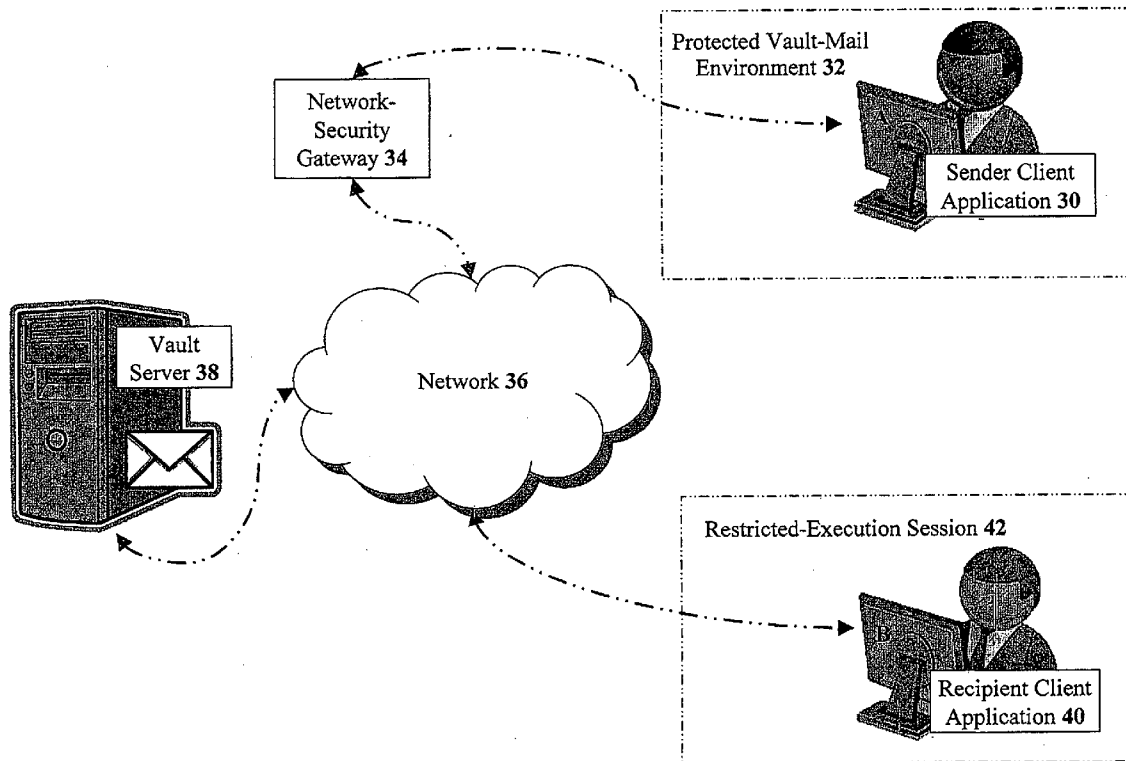 Protected Vault-Mail
Environment 32
Network-
Security
Gateway 34
Sender Client
Application 30
A
Vault
Server 38
Network 36
Restricted-Execution Session 42
B
Recipient Client
Application 40